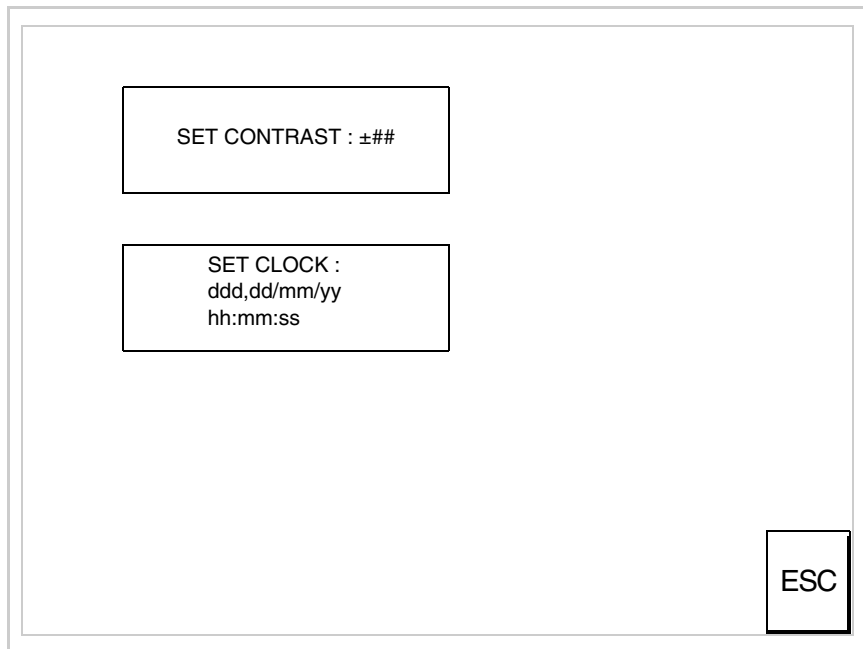 SET CONTRAST : ±##
SET CLOCK :
ddd,dd/mm/yy
hh:mm:ss
ESC